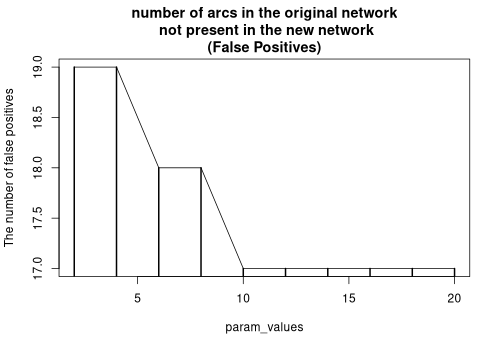 number of arcs in the original network
not present in the new network
(False Positives)
The number of false positives
19.0
18.5
18.0
17.5
17.0
5
10
15
20
param_values